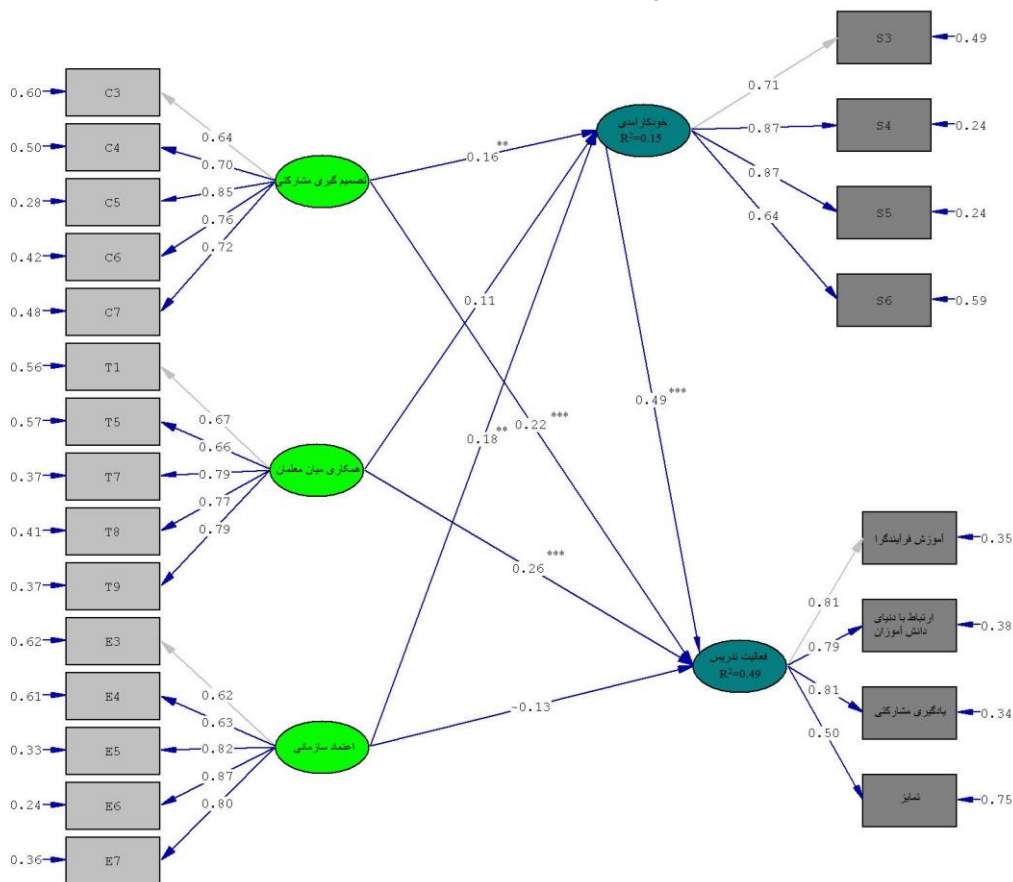 S3
0.49
0.71
S4
0.24
0.87
S5
0.24
0.87
S6
0.59
0.64
خودکارآمدی
R²=0.15
0.60
C3
0.64
0.50
C4
0.70
0.28
C5
0.85
0.42
C6
0.76
0.48
C7
0.72
تصمیم گیری مشارکتی
0.16**
0.22***
0.56
T1
0.67
0.57
T5
0.66
0.37
T7
0.79
0.41
T8
0.77
0.37
T9
0.79
همکاری میان معلمان
0.11
0.26***
0.62
E3
0.62
0.61
E4
0.63
0.33
E5
0.82
0.24
E6
0.87
0.36
E7
0.80
اعتماد سازمانی
0.18**
-0.13
0.49***
فعالیت تدریس
R²=0.49
0.81
آموزش فرآیندگرا
0.35
0.79
ارتباط با دنیای
دانش آموزان
0.38
0.81
یادگیری مشارکتی
0.34
0.50
تمایز
0.75